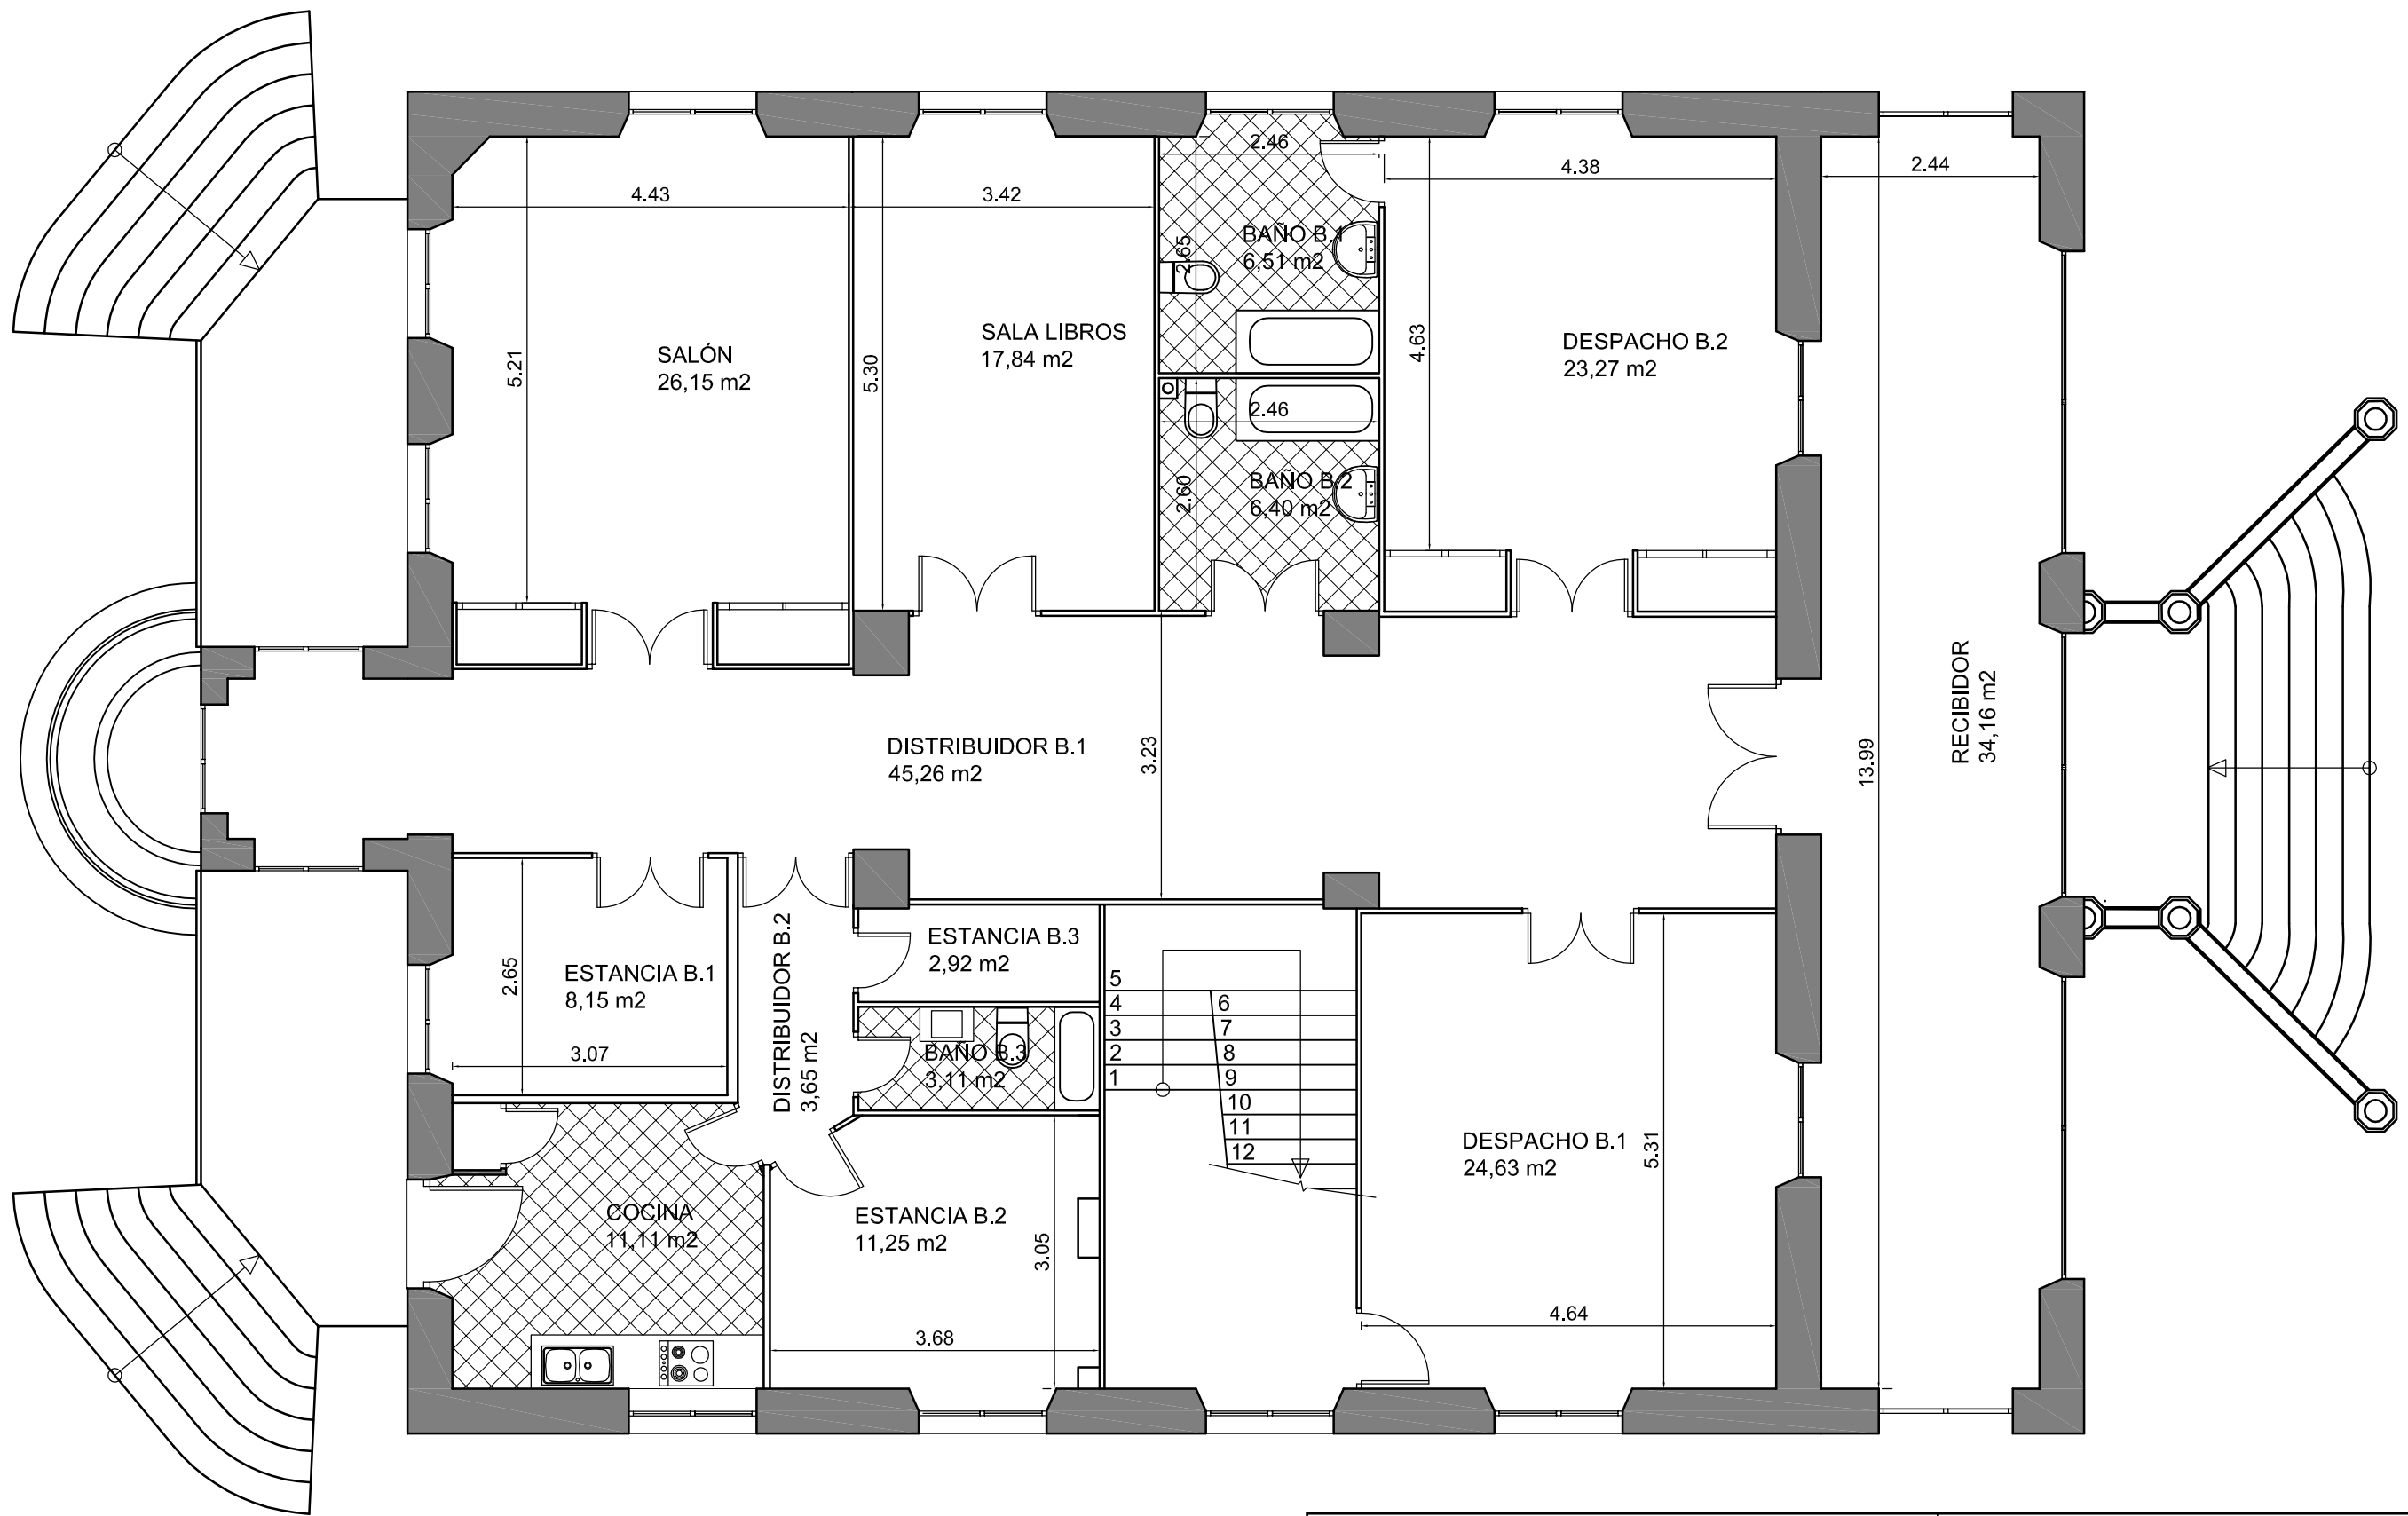 2.46
4.38
2.44
4.43
3.42
BAÑO B.1
6,51 m2
2.65
SALA LIBROS
17,84 m2
DESPACHO B.2
23,27 m2
4.63
SALÓN
26,15 m2
5.21
5.30
2.46
BAÑO B.2
6,40 m2
2.60
RECIBIDOR
34,16 m2
DISTRIBUIDOR B.1
45,26 m2
3.23
13.99
DISTRIBUIDOR B.2
3,65 m2
ESTANCIA B.3
2,92 m2
ESTANCIA B.1
8,15 m2
2.65
3.07
5
4
3
2
1
6
7
8
9
10
11
12
BAÑO B.3
3,11 m2
DESPACHO B.1
24,63 m2
5.31
COCINA
11,11 m2
ESTANCIA B.2
11,25 m2
3.05
4.64
3.68